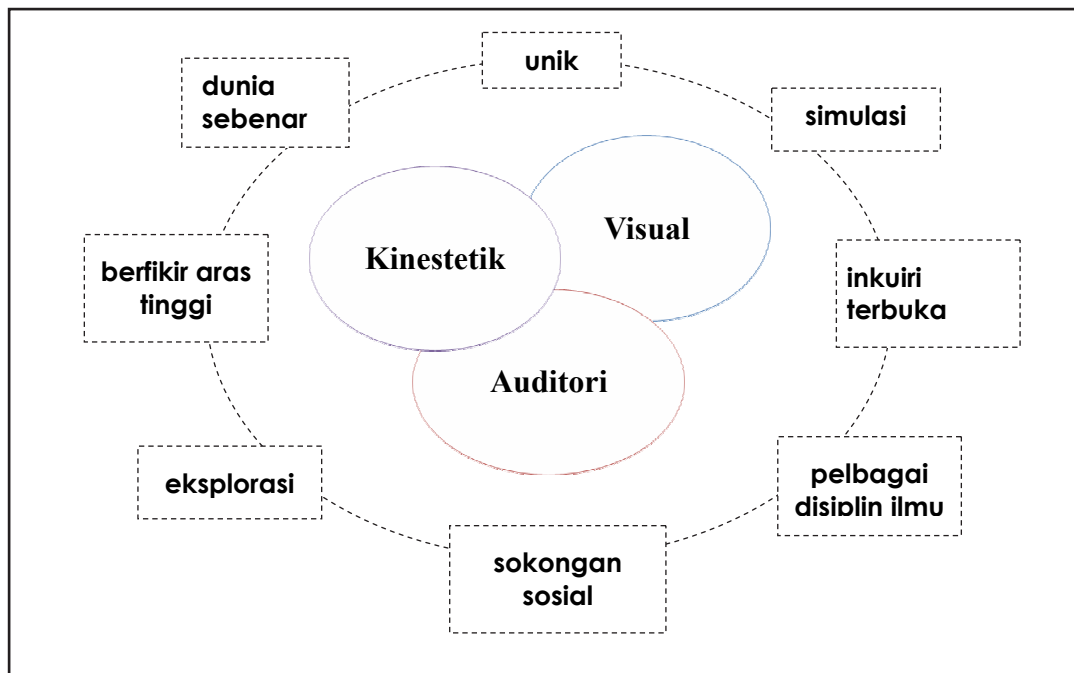 unik
dunia
sebenar
simulasi
Visual
Kinestetik
berfikir aras
tinggi
inkuiri
terbuka
Auditori
eksplorasi
pelbagai
disiplin ilmu
sokongan
sosial